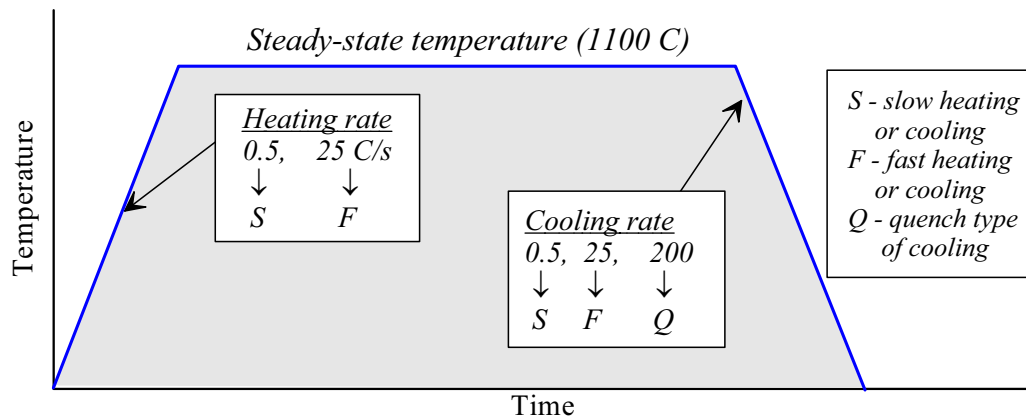 Steady-state temperature (1100 C)
Heating rate
0.5, 25 C/s
↓ ↓
S F
Cooling rate
0.5, 25, 200
↓ ↓ ↓
S F Q
S - slow heating
or cooling
F - fast heating
or cooling
Q - quench type
of cooling
Temperature
Time